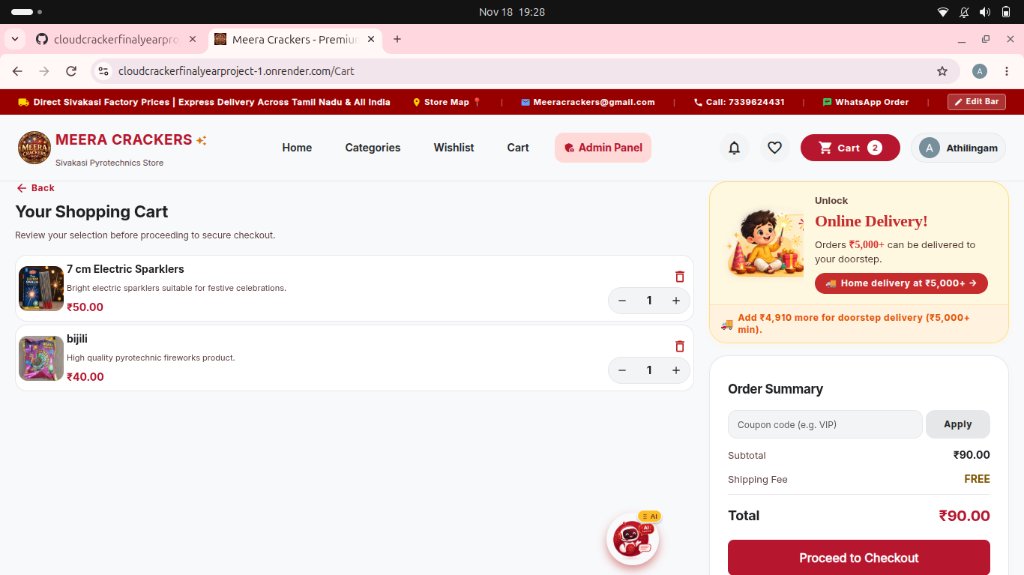 Nov 18 19:28
cloudcrackerfinalyearpro
Meera Crackers - Premiu
cloudcrackerfinalyearproject-1.onrender.com/Cart
A
Direct Sivakasi Factory Prices | Express Delivery Across Tamil Nadu & All India
Store Map
|
Meeracrackers@gmail.com
|
Call: 7339624431
|
WhatsApp Order
|
Edit Bar
MEERA CRACKERS
Sivakasi Pyrotechnics Store
Home
Categories
Wishlist
Cart
Admin Panel
Cart 2
A Athilingam
← Back
Your Shopping Cart
Review your selection before proceeding to secure checkout.
7 cm Electric Sparklers
Bright electric sparklers suitable for festive celebrations.
₹50.00
− 1 +
bijili
High quality pyrotechnic fireworks product.
₹40.00
− 1 +
Unlock
Online Delivery!
Orders ₹5,000+ can be delivered to
your doorstep.
Home delivery at ₹5,000+ →
Add ₹4,910 more for doorstep delivery (₹5,000+
min).
Order Summary
Coupon code (e.g. VIP)
Apply
Subtotal ₹90.00
Shipping Fee FREE
Total ₹90.00
Proceed to Checkout
AI